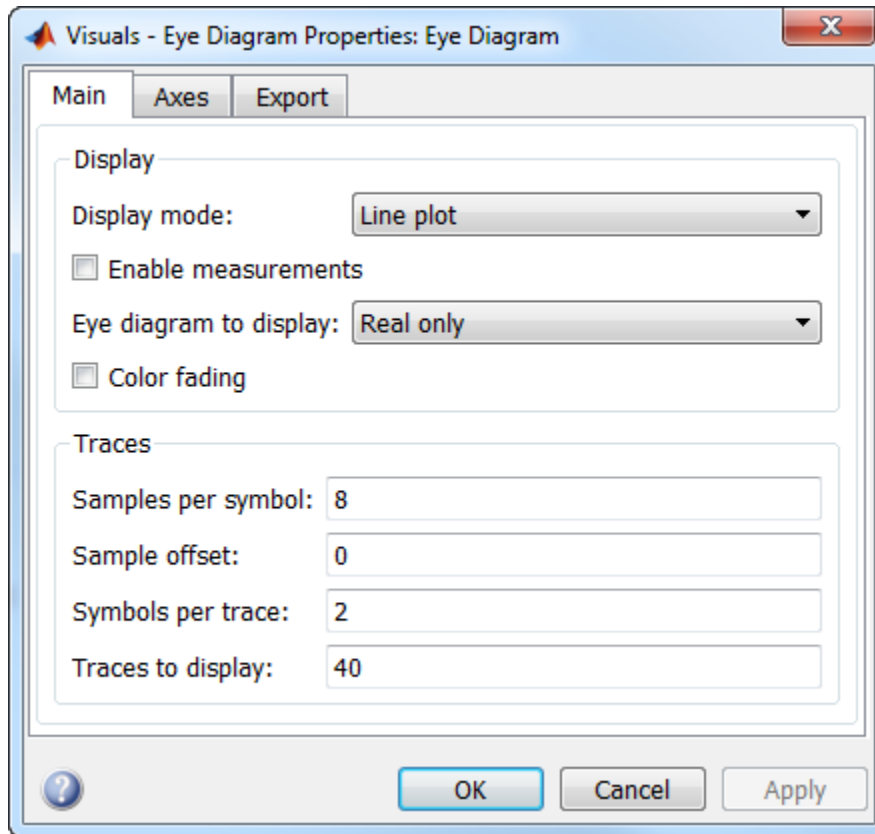 Visuals - Eye Diagram Properties: Eye Diagram
Main Axes Export
Display
Display mode: Line plot
Enable measurements
Eye diagram to display: Real only
Color fading
Traces
Samples per symbol: 8
Sample offset: 0
Symbols per trace: 2
Traces to display: 40
? OK Cancel Apply